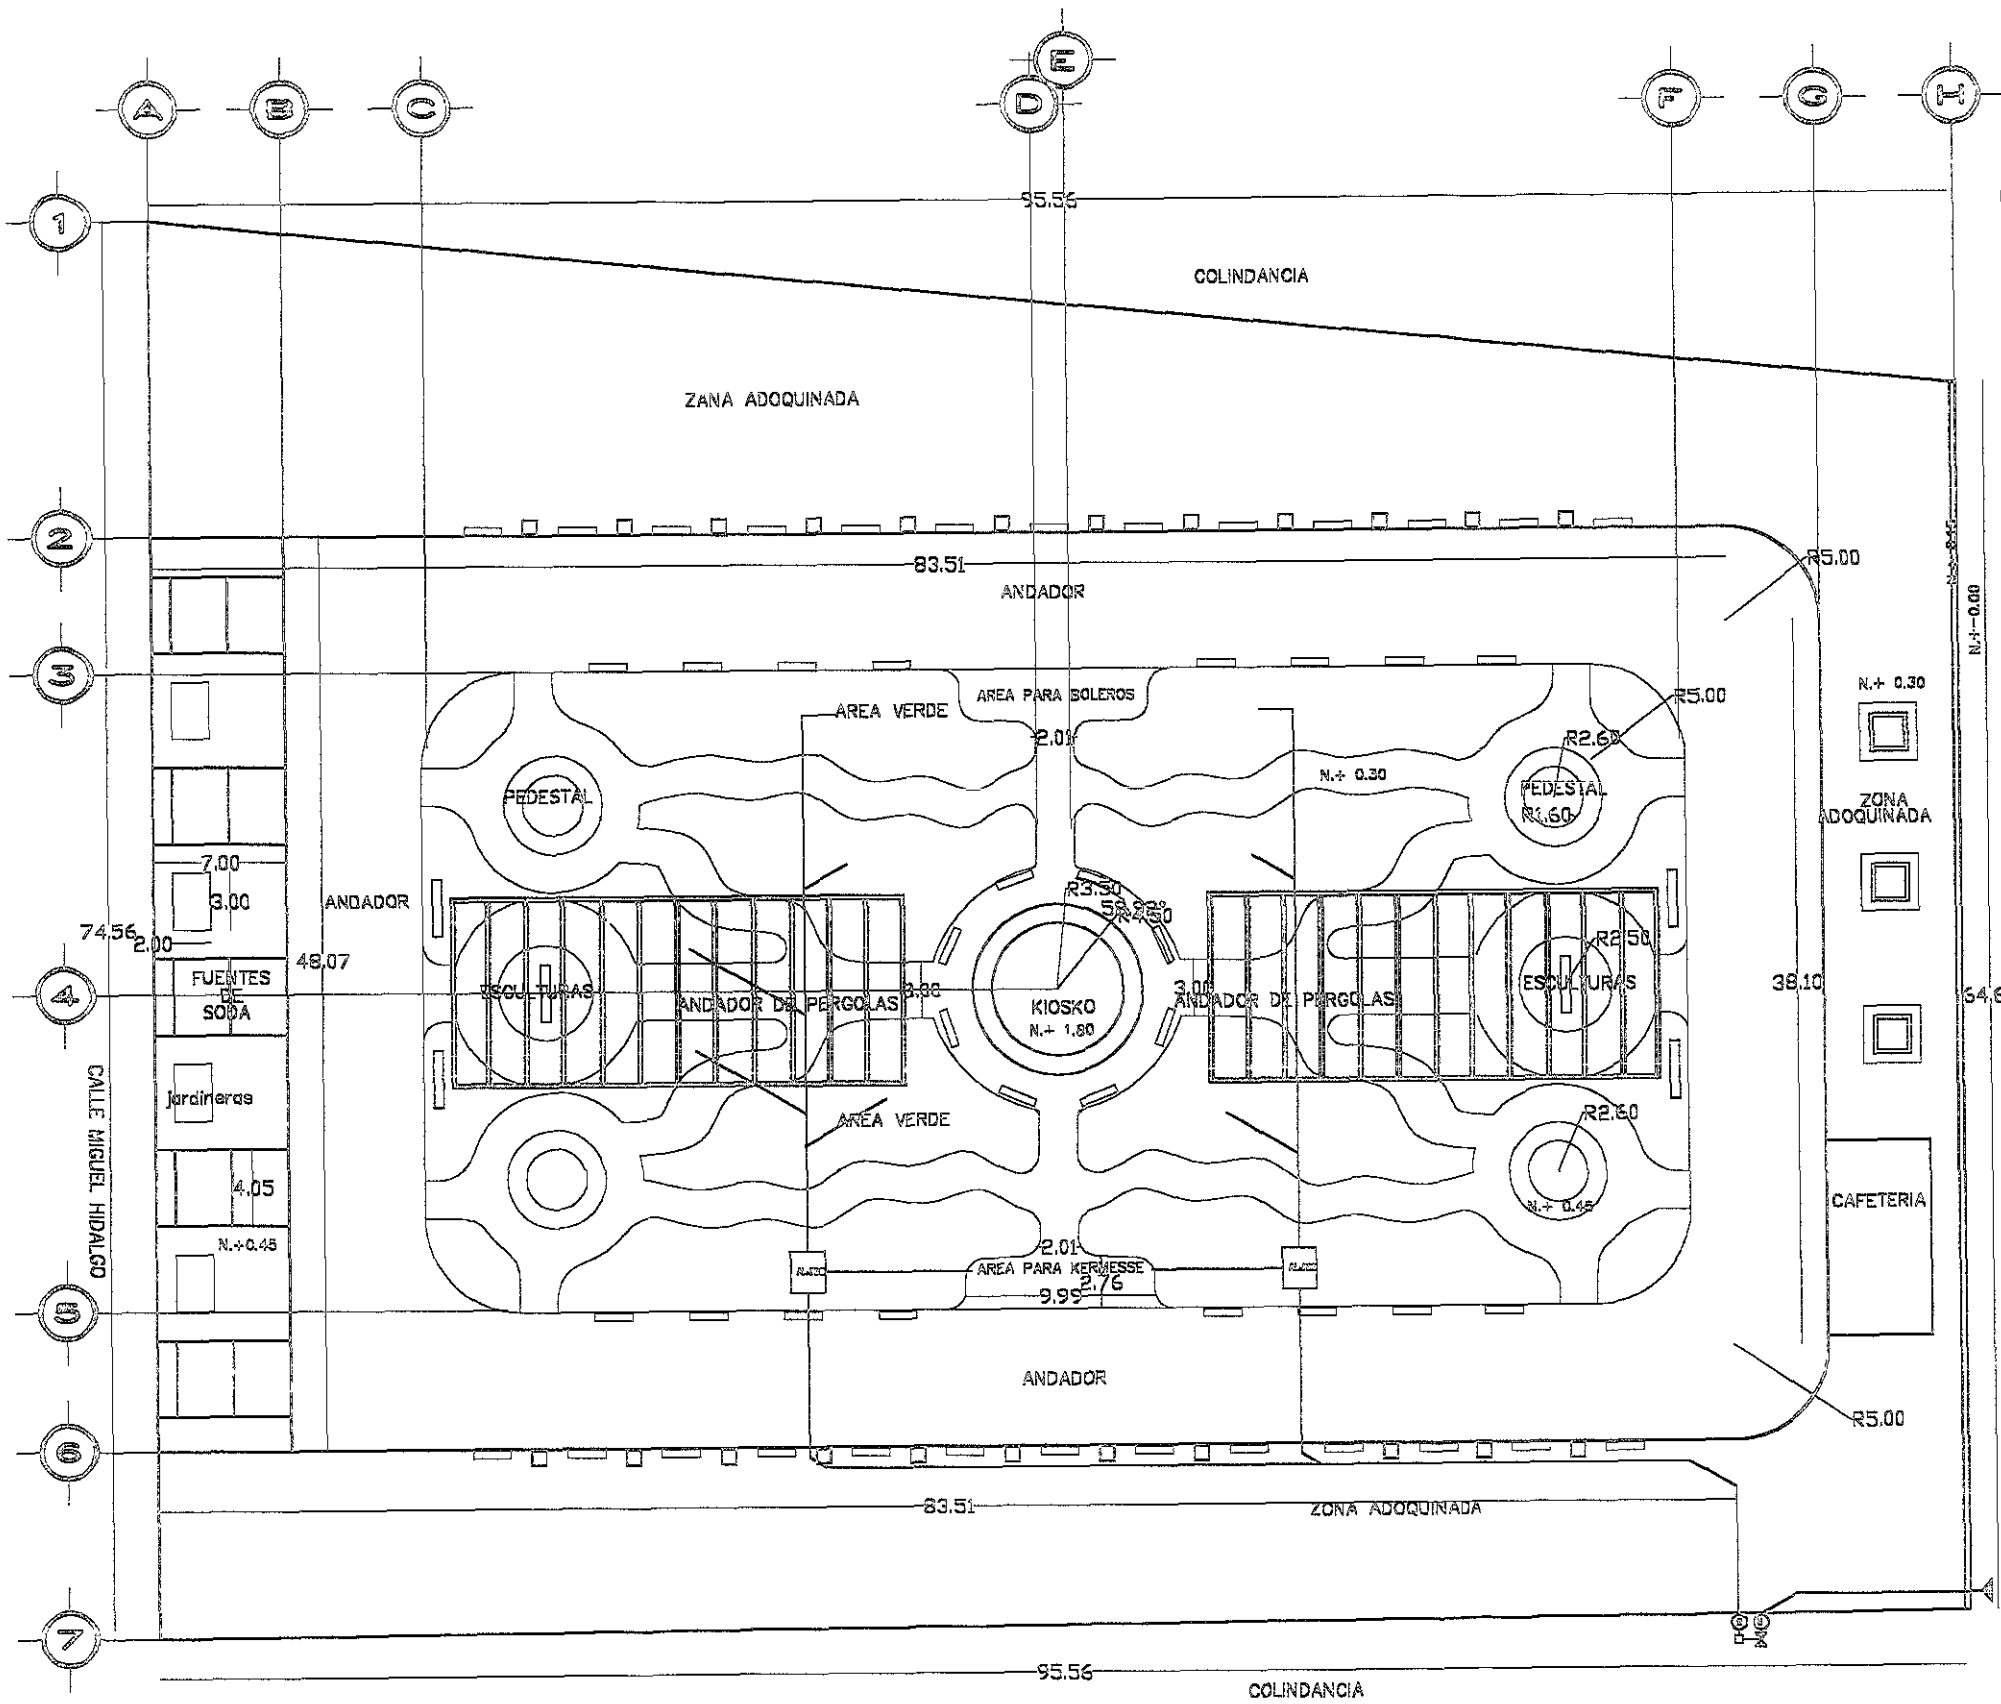 E
A
B
C
D
F
G
H
95.56
1
COLINDANCIA
ZANA ADOQUINADA
2
83.51
R5.00
ANDADOR
N.+-0.00
3
AREA PARA BOLEROS
AREA VERDE
R5.00
N.+ 0.30
2.01
R2.60
N.+ 0.30
PEDESTAL
PEDESTAL
R1.60
ZONA
ADOQUINADA
7.00
3.00
ANDADOR
R3.50
74.56
2.00
48.07
R2.50
FUENTES
DE
SODA
4
ESCULTURAS
ANDADOR DE PERGOLAS
KIOSKO
N.+ 1.80
ANDADOR DE PERGOLAS
ESCULTURAS
38.10
CALLE MIGUEL HIDALGO
jardineras
AREA VERDE
R2.60
4.05
N.+0.45
N.+ 0.45
CAFETERIA
2.01
AREA PARA KERMESSE
2.76
9.99
5
ANDADOR
R5.00
6
83.51
ZONA ADOQUINADA
7
95.56
COLINDANCIA